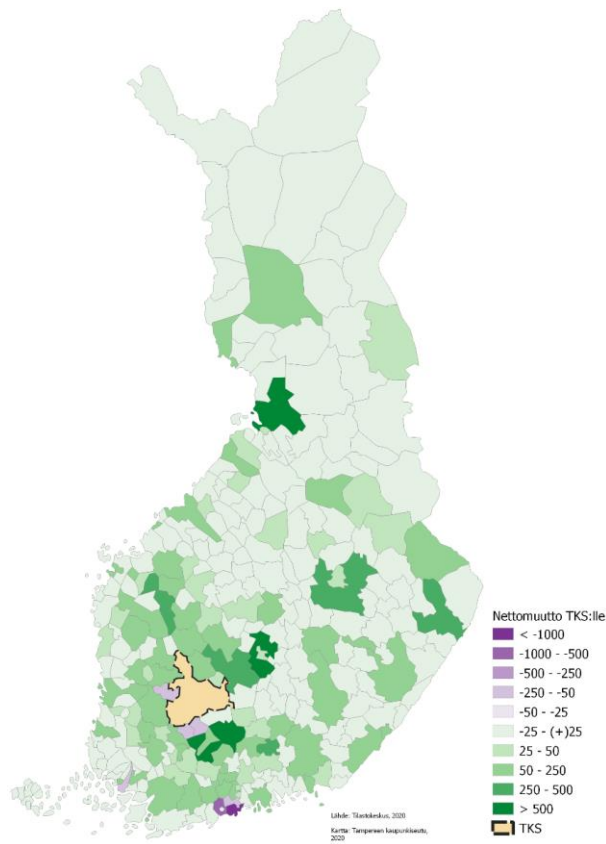 Nettomuutto TKS:lle
< -1000
-1000 - -500
-500 - -250
-250 - -50
-50 - -25
-25 - (+)25
25 - 50
50 - 250
250 - 500
> 500
TKS
Lähde: Tilastokeskus, 2020
Kartta: Tampereen kaupunkiseutu,
2020